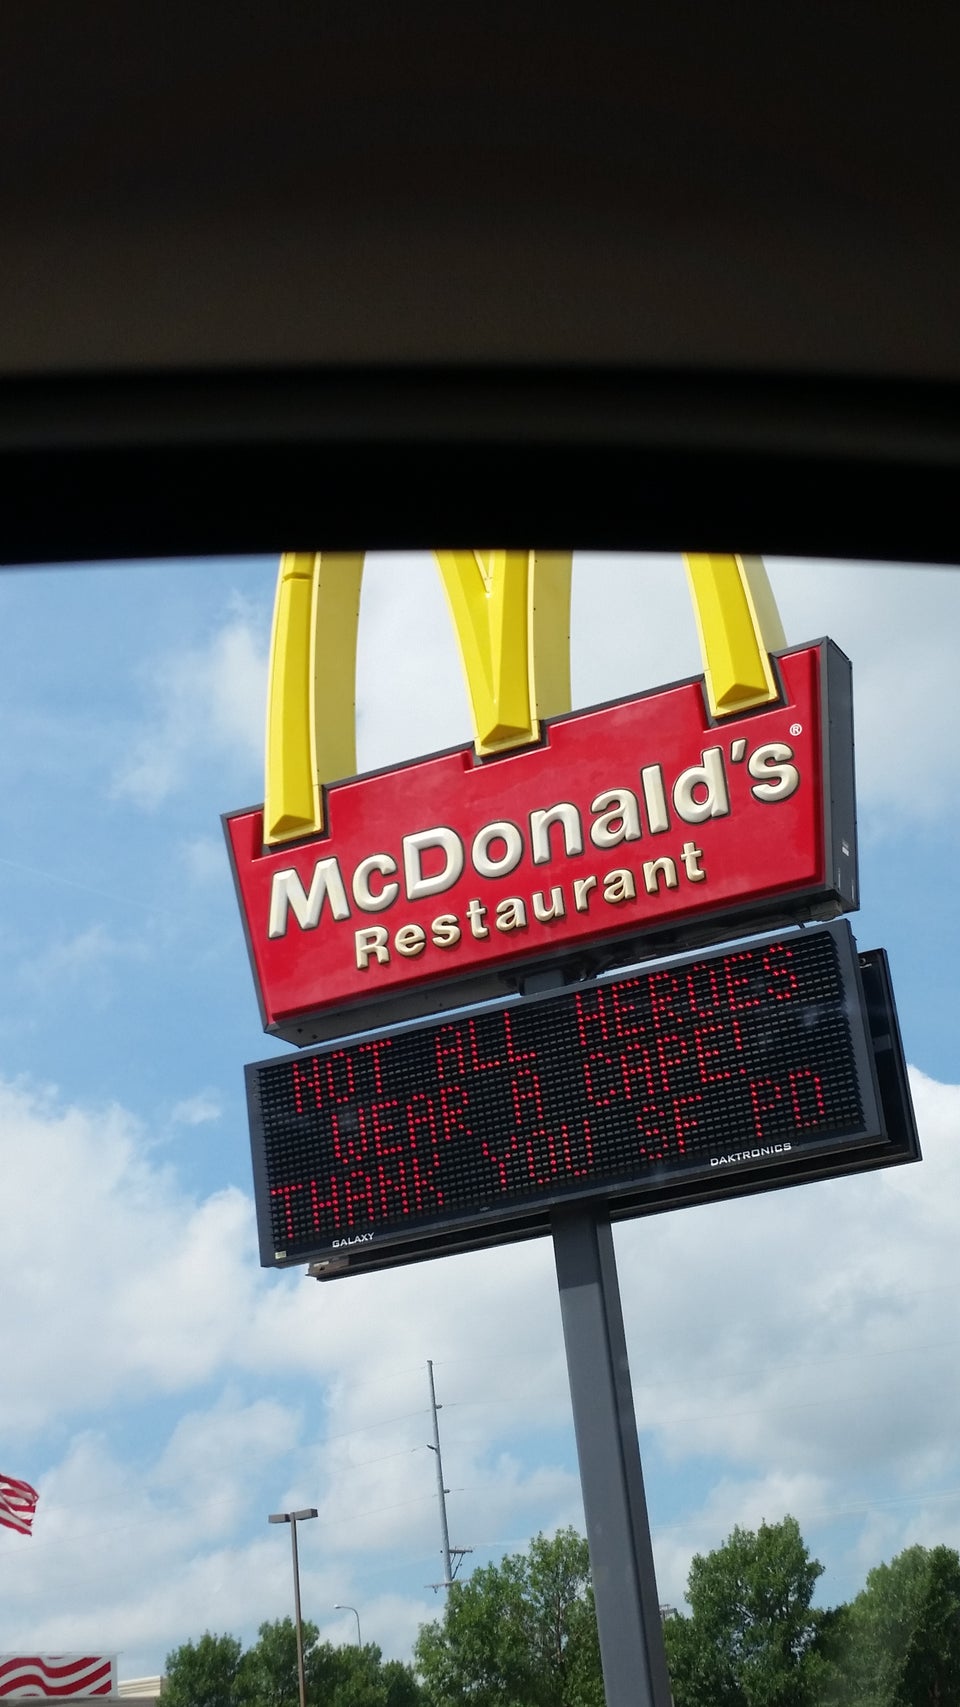 McDonald's®
Restaurant
NOT ALL HEROES
WEAR A CAPE!
THANK YOU SF PD
GALAXY
DAKTRONICS